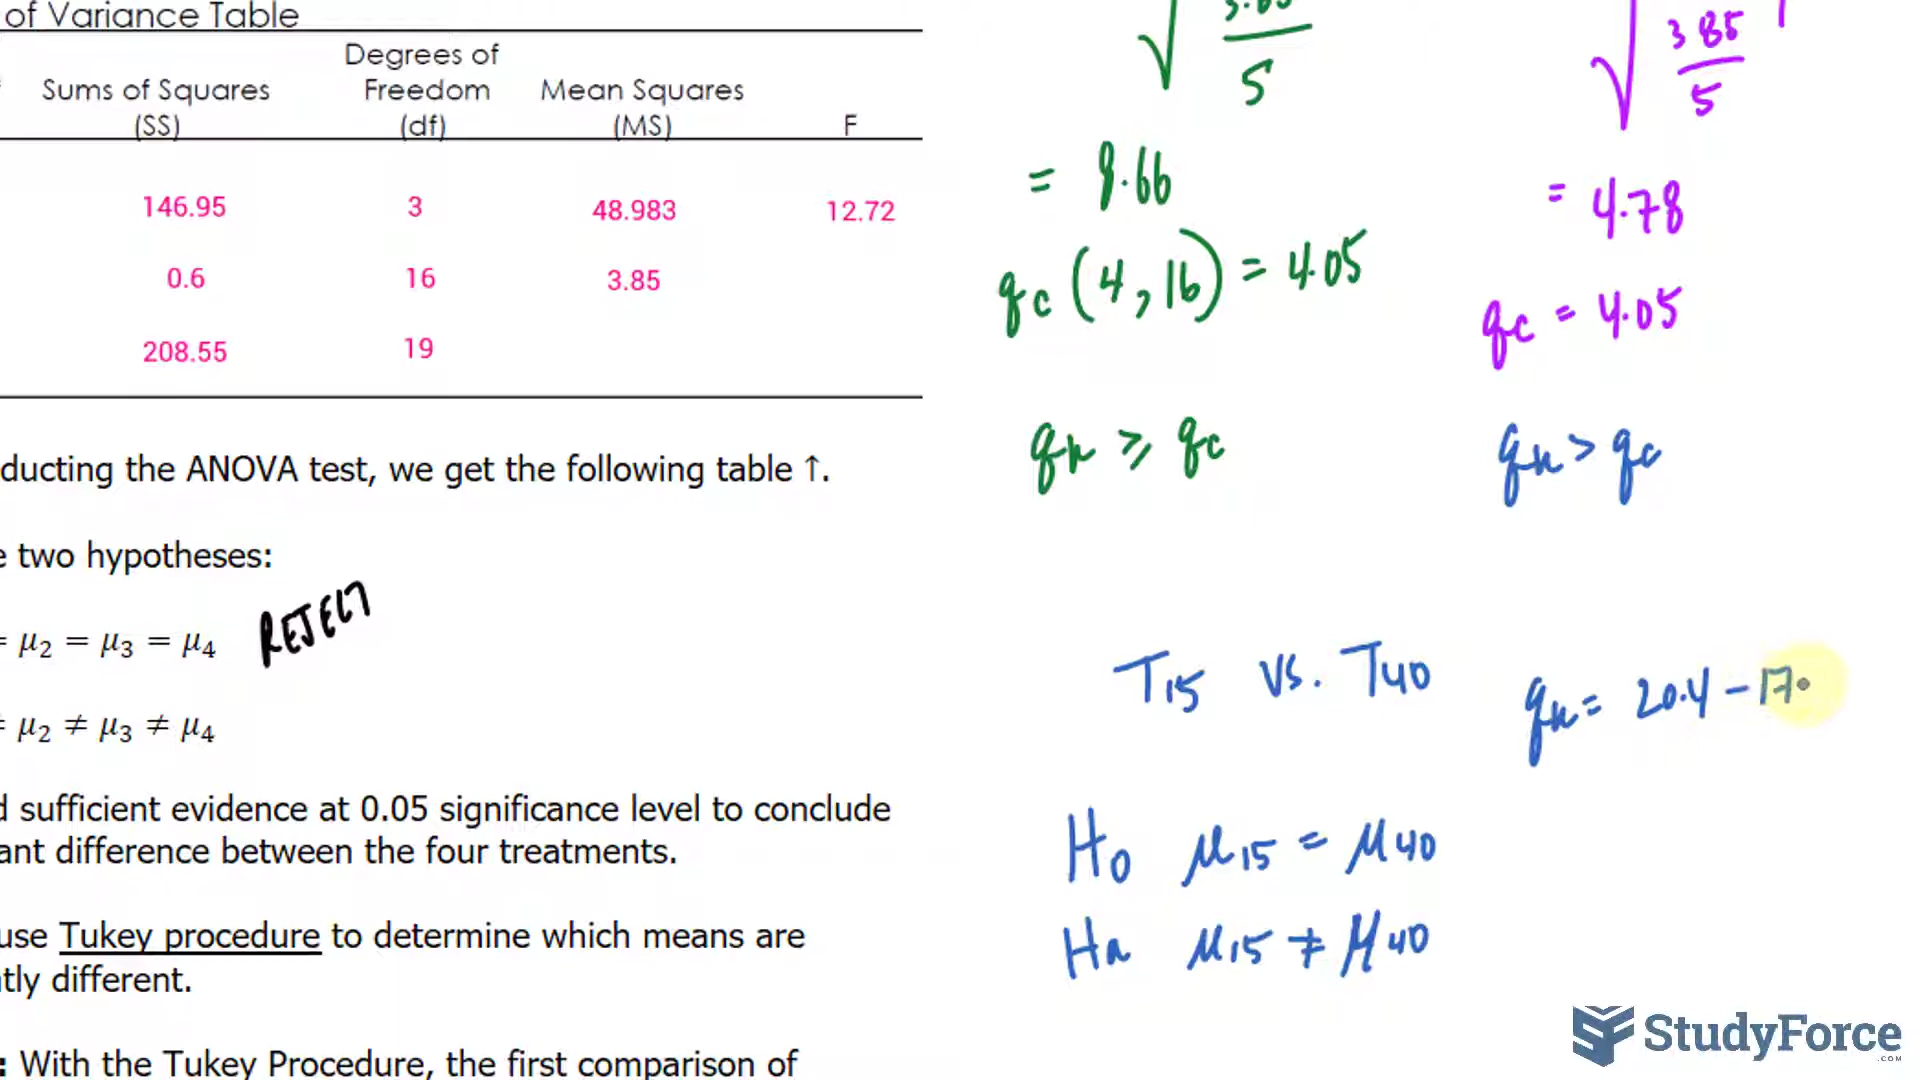 of Variance Table
Sums of Squares (SS) Degrees of Freedom (df) Mean Squares (MS) F
146.95 3 48.983 12.72
0.6 16 3.85
208.55 19
ducting the ANOVA test, we get the following table ↑.
two hypotheses:
= μ2 = μ3 = μ4 REJECT
≠ μ2 ≠ μ3 ≠ μ4
sufficient evidence at 0.05 significance level to conclude
ant difference between the four treatments.
use Tukey procedure to determine which means are
tly different.
: With the Tukey Procedure, the first comparison of
√ 5
= 8.66
qc (4, 16) = 4.05
qk ≥ qc
√ 3.85 / 5
= 4.78
qc = 4.05
qk > qc
T15 vs. T40 qk = 20.4 - 17.
H0 μ15 = μ40
Ha μ15 ≠ μ40
StudyForce
.COM